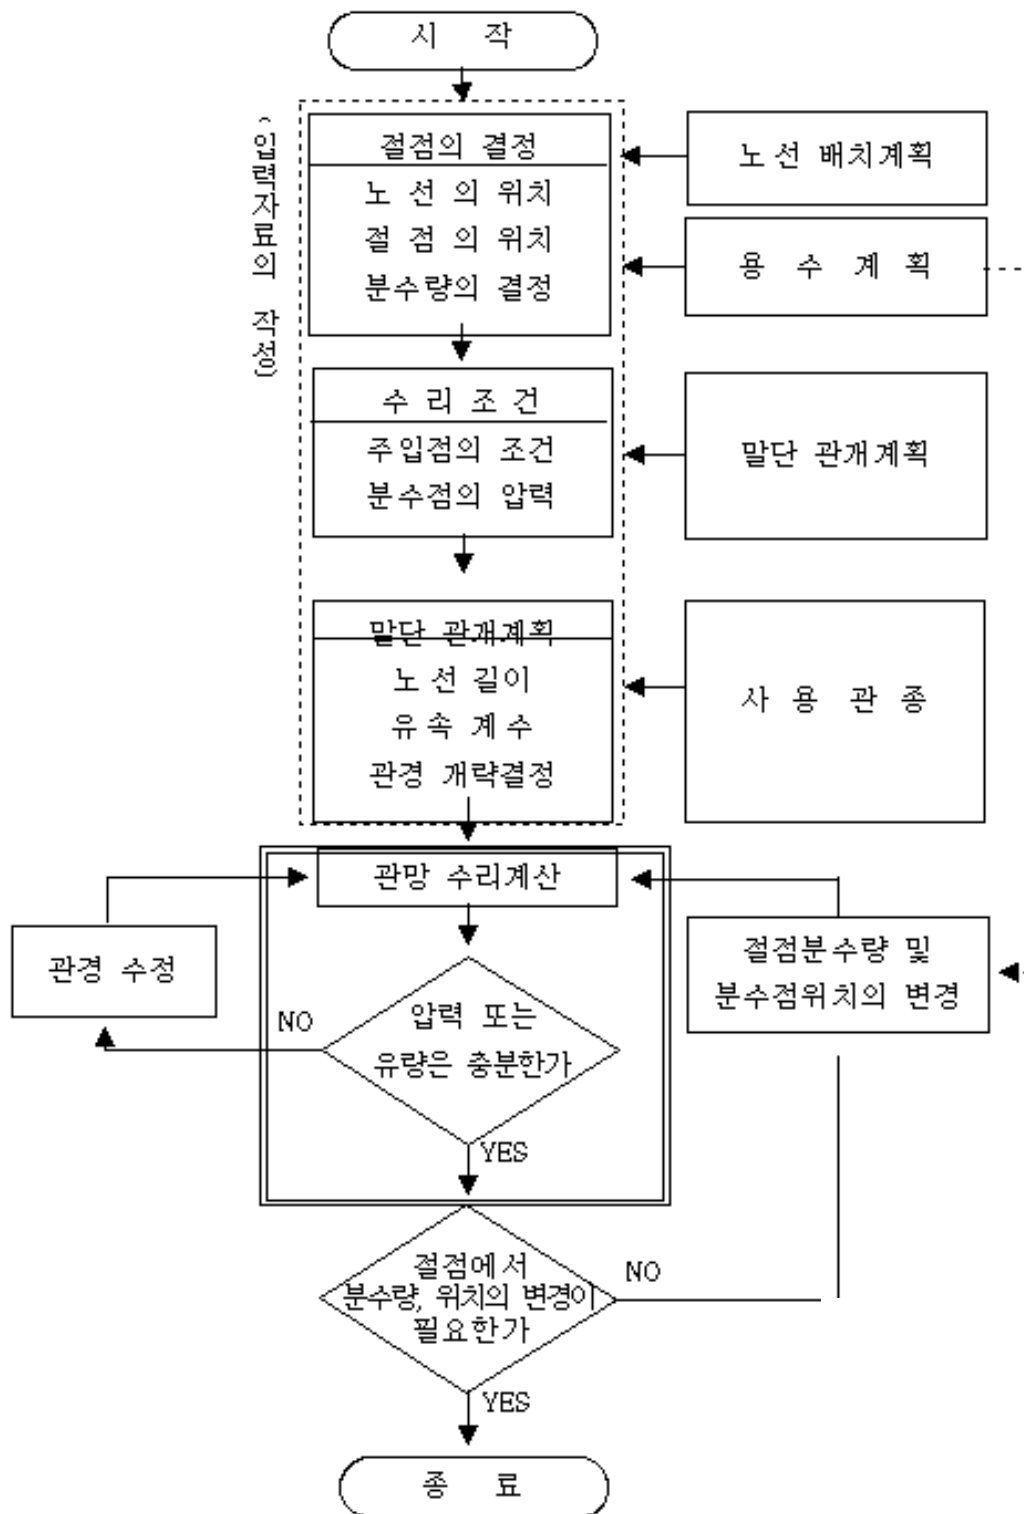 시 작
(입력자료의 작성)
절점의 결정
노선의 위치
절점의 위치
분수량의 결정
노선 배치계획
용 수 계 획
수 리 조 건
주입점의 조건
분수점의 압력
말단 관개계획
말단 관개계획
노선길이
유속계수
관경 개략결정
사 용 관 종
관망 수리계산
관경 수정
절점분수량 및
분수점위치의 변경
NO
압력 또는
유량은 충분한가
YES
절점에서
분수량, 위치의 변경이
필요한가
NO
YES
종 료